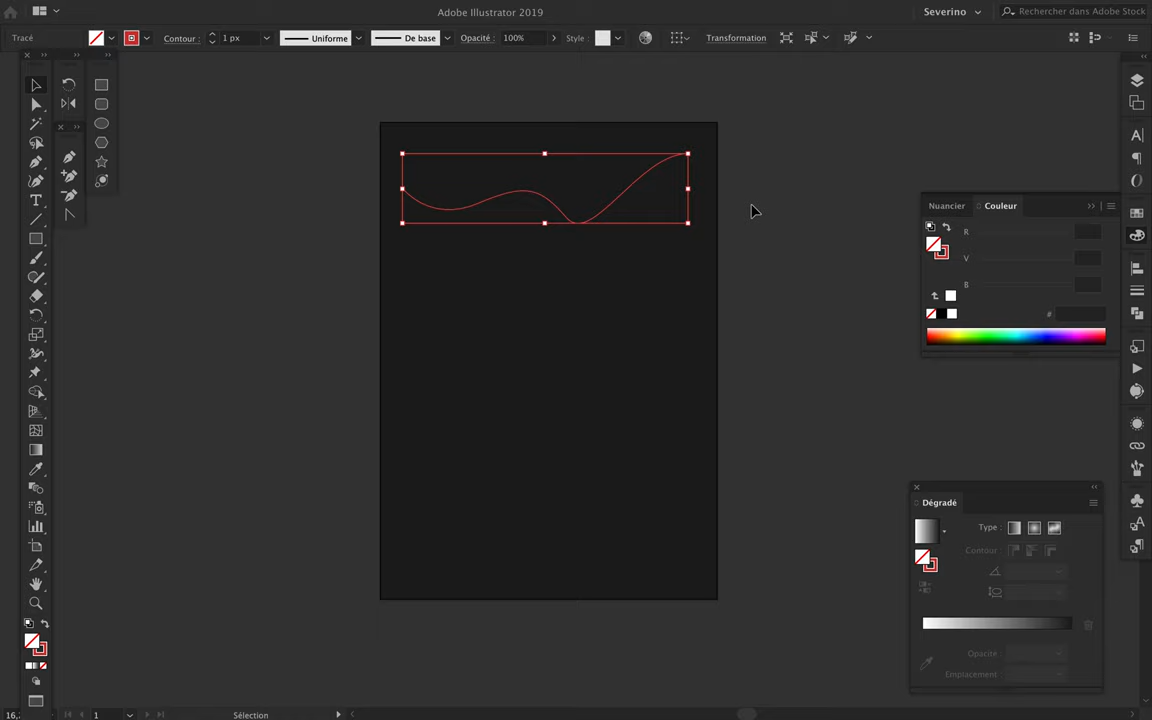 Adobe Illustrator 2019
Severino
Rechercher dans Adobe Stock
Tracé
Contour :
1 px
Uniforme
De base
Opacité :
100%
Style :
Transformation
Nuancier
Couleur
R
V
B
#
Dégradé
Type :
Contour :
Opacité :
Emplacement :
1
Sélection